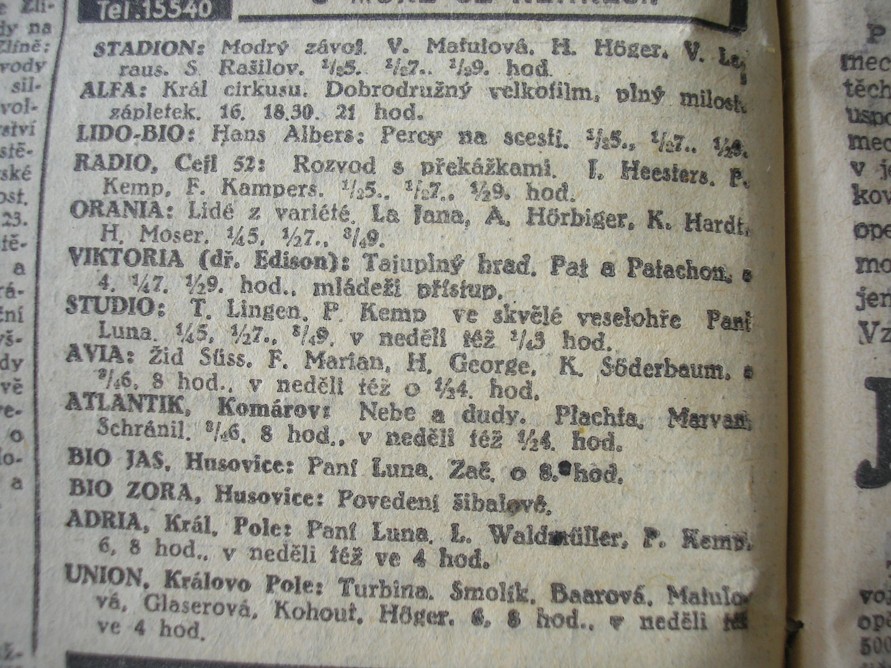 Tel.15540
STADION: Modrý závoj. V. Matulová, H. Höger, V. Le
raus. S. Rašilov. ½5. ½7., ½9. hod.
ALFA: Král cirkusu. Dobrodružný velkofilm, plný milost.
zápletek. 16. 18.30. 21 hod.
LIDO-BIO: Hans Albers: Percy na scestí. ½5., ½7., ½9.
RADIO, Cejl 52: Rozvod s překážkami. J. Heesters. P.
Kemp, F. Kampers. ½5., ½7., ½9. hod.
ORANIA: Lidé z variété. La Jana, A. Hörbiger, K. Hardt,
H. Moser. ¼5. ½7., ¾9.
VIKTORIA (dř. Edison): Tajuplný hrad. Pat a Patachon, o
4. ¼7. ½9. hod., mládeži přístup.
STUDIO: T. Lingen, P. Kemp ve skvělé veselohře Paní
Luna. ¼5, ½7., ¾9. v neděli též ½3 hod.
AVIA: Žid Süss. F. Marian, H. George, K. Söderbaum. o
¾6, 8 hod., v neděli též o ½4. hod.
ATLANTIK, Komárov: Nebe a dudy. Plachta, Marvan,
Schránil. ¾6. 8 hod., v neděli též ½4 hod.
BIO JAS, Husovice: Paní Luna. Zač. o 8. hod.
BIO ZORA, Husovice: Povedení šibalové.
ADRIA, Král. Pole: Paní Luna. L. Waldmüller, P. Kemp.
6, 8 hod., v neděli též ve 4 hod.
UNION, Královo Pole: Turbina. Smolík. Baarová. Matulo-
vá, Glaserová, Kohout, Höger. 6, 8 hod., v neděli též
ve 4 hod.